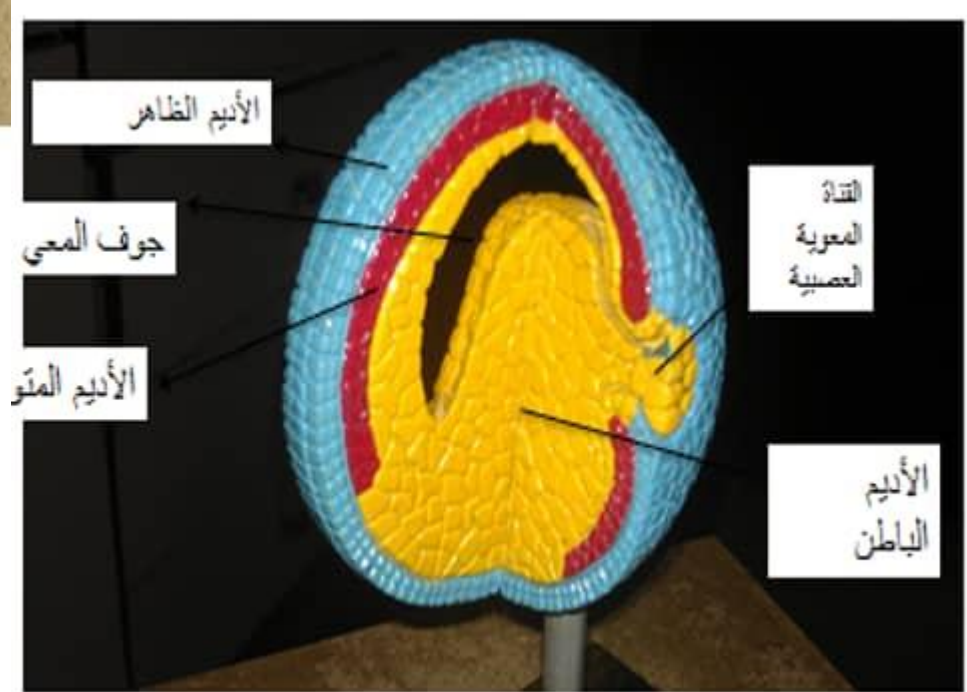 الأديم الظاهر
القناة
المعوية
العصبية
جوف المعي
الأديم المتو
الأديم
الباطن